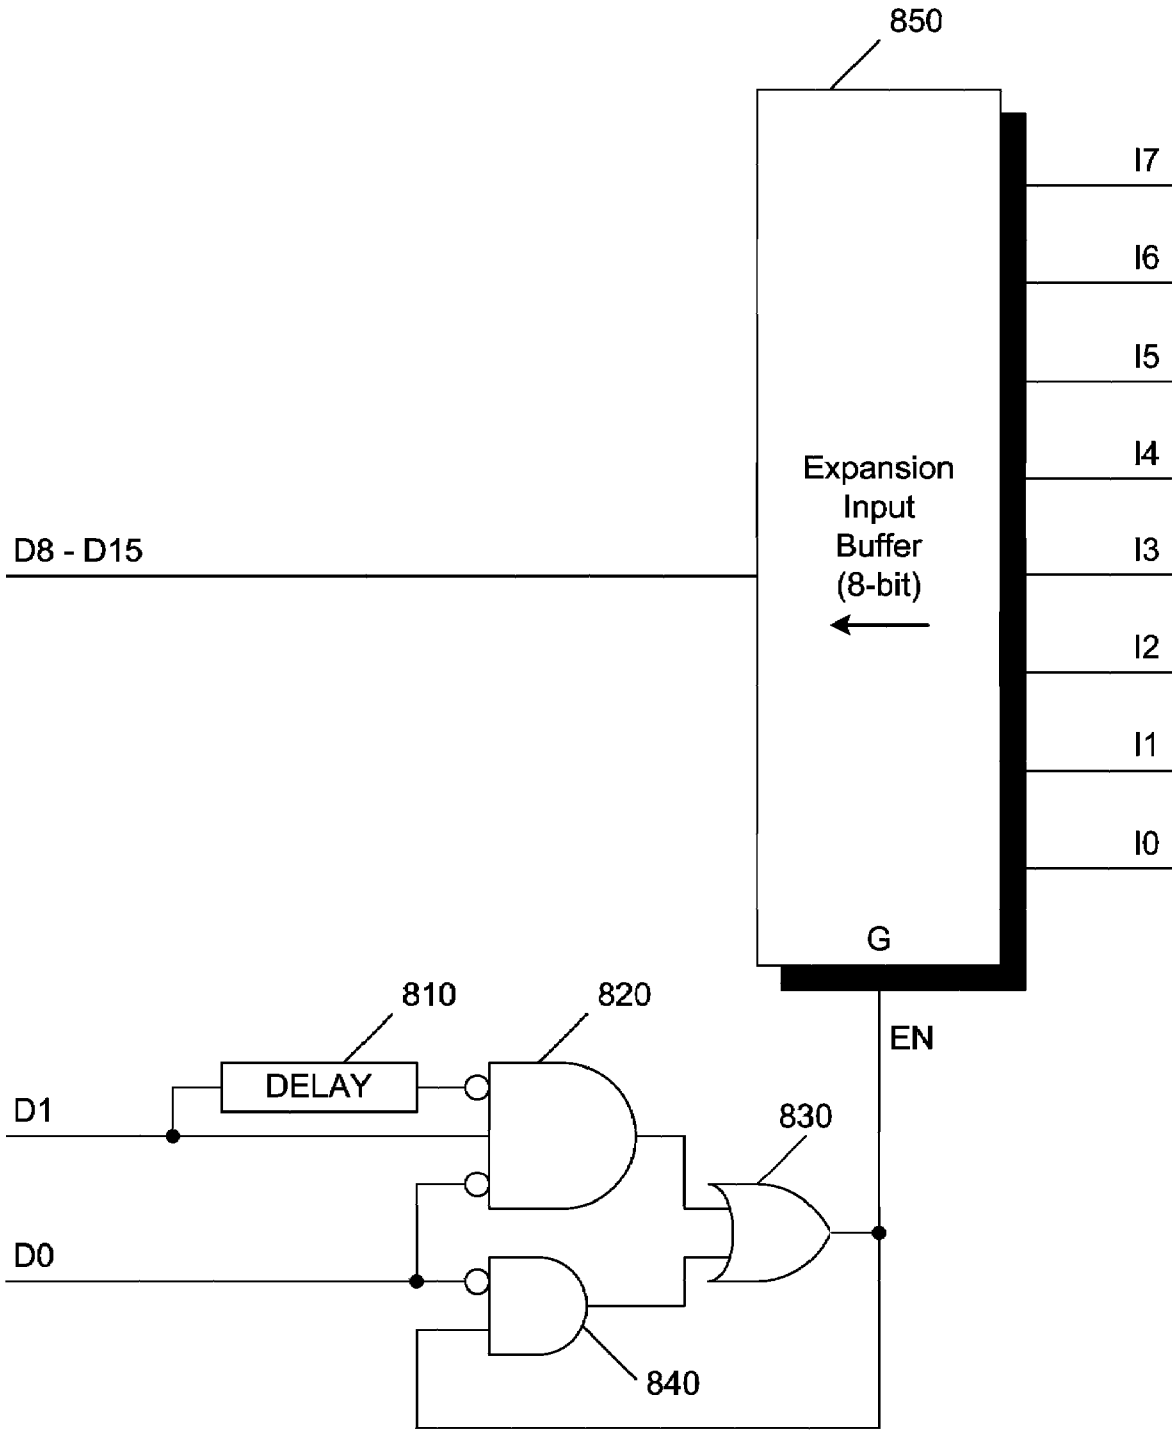 850
I7
I6
I5
I4
Expansion
Input
Buffer
(8-bit)
D8 - D15
I3
I2
I1
I0
G
810
820
EN
DELAY
D1
830
D0
840